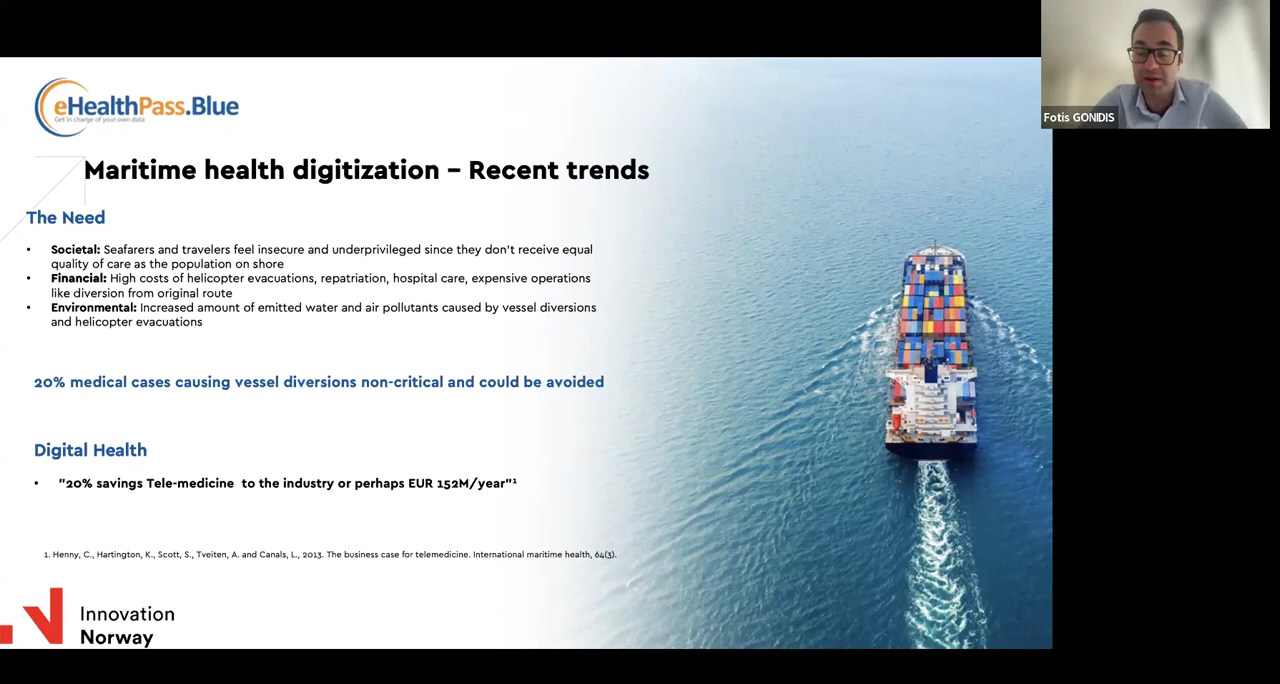 eHealthPass.Blue
Get in charge of your own data
Fotis GONIDIS
Maritime health digitization – Recent trends
The Need
• Societal: Seafarers and travelers feel insecure and underprivileged since they don't receive equal
quality of care as the population on shore
• Financial: High costs of helicopter evacuations, repatriation, hospital care, expensive operations
like diversion from original route
• Environmental: Increased amount of emitted water and air pollutants caused by vessel diversions
and helicopter evacuations
20% medical cases causing vessel diversions non-critical and could be avoided
Digital Health
• "20% savings Tele-medicine to the industry or perhaps EUR 152M/year"¹
1. Henny, C., Hartington, K., Scott, S., Tveiten, A. and Canals, L., 2013. The business case for telemedicine. International maritime health, 64(3).
Innovation
Norway